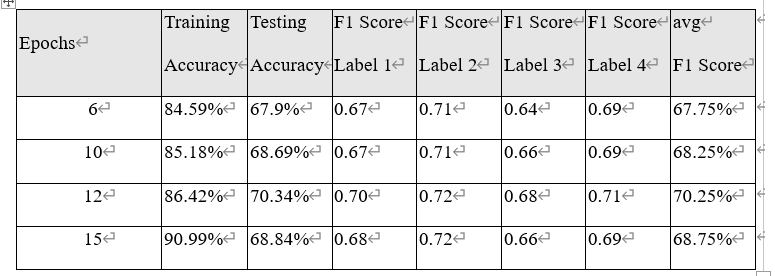 Epochs Training Accuracy Testing Accuracy F1 Score Label 1 F1 Score Label 2 F1 Score Label 3 F1 Score Label 4 avg F1 Score
6 84.59% 67.9% 0.67 0.71 0.64 0.69 67.75%
10 85.18% 68.69% 0.67 0.71 0.66 0.69 68.25%
12 86.42% 70.34% 0.70 0.72 0.68 0.71 70.25%
15 90.99% 68.84% 0.68 0.72 0.66 0.69 68.75%